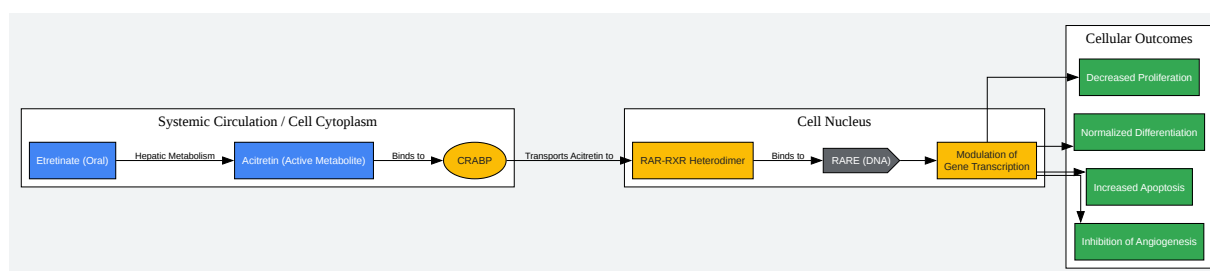 Cellular Outcomes
Decreased Proliferation
Systemic Circulation / Cell Cytoplasm
Cell Nucleus
Normalized Differentiation
Etretinate (Oral)
Hepatic Metabolism
Acitretin (Active Metabolite)
Binds to
CRABP
Transports Acitretin to
RAR-RXR Heterodimer
Binds to
RARE (DNA)
Modulation of
Gene Transcription
Increased Apoptosis
Inhibition of Angiogenesis